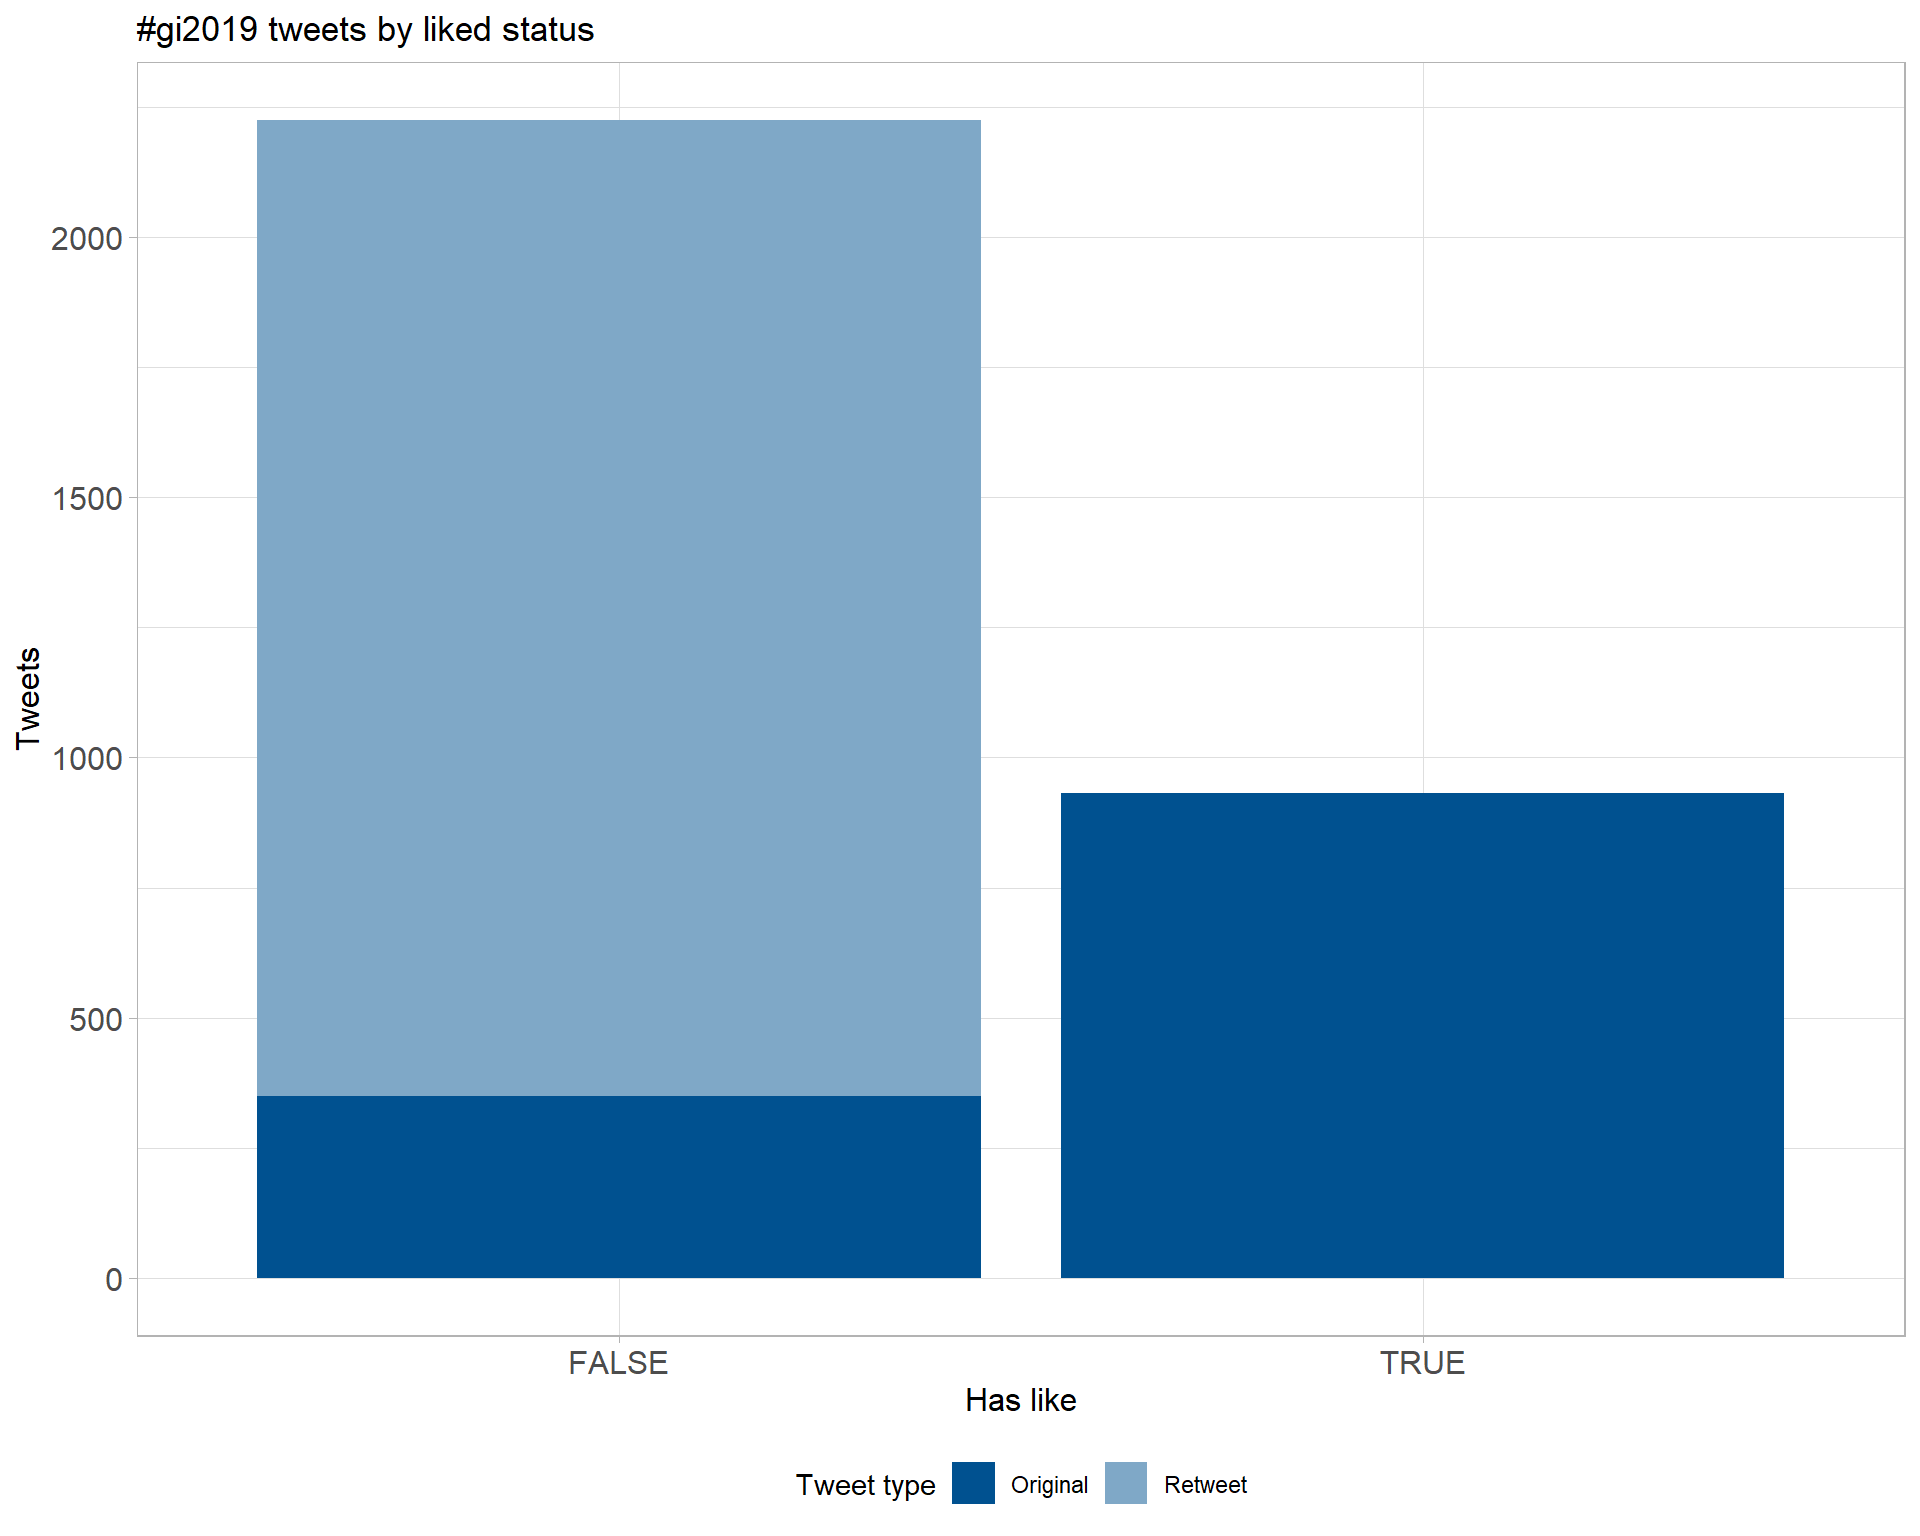 #gi2019 tweets by liked status
Tweets
2000
1500
1000
500
0
FALSE TRUE
Has like
Tweet type Original Retweet